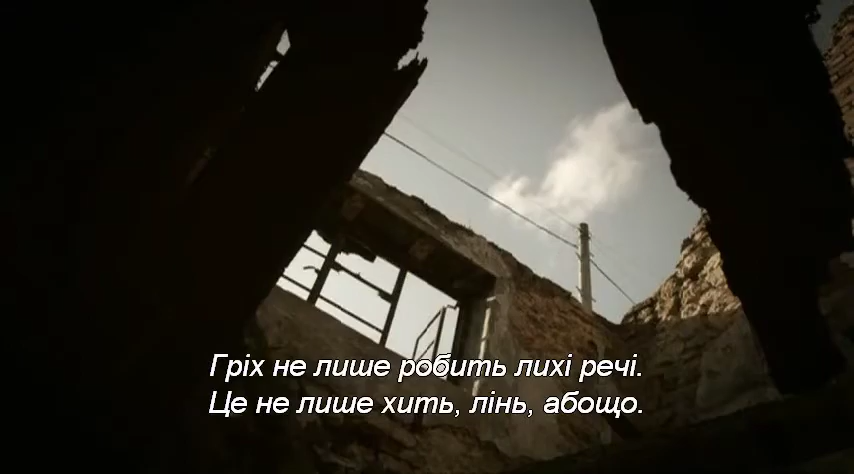 Гріх не лише робить лихі речі.
Це не лише хить, лінь, абощо.